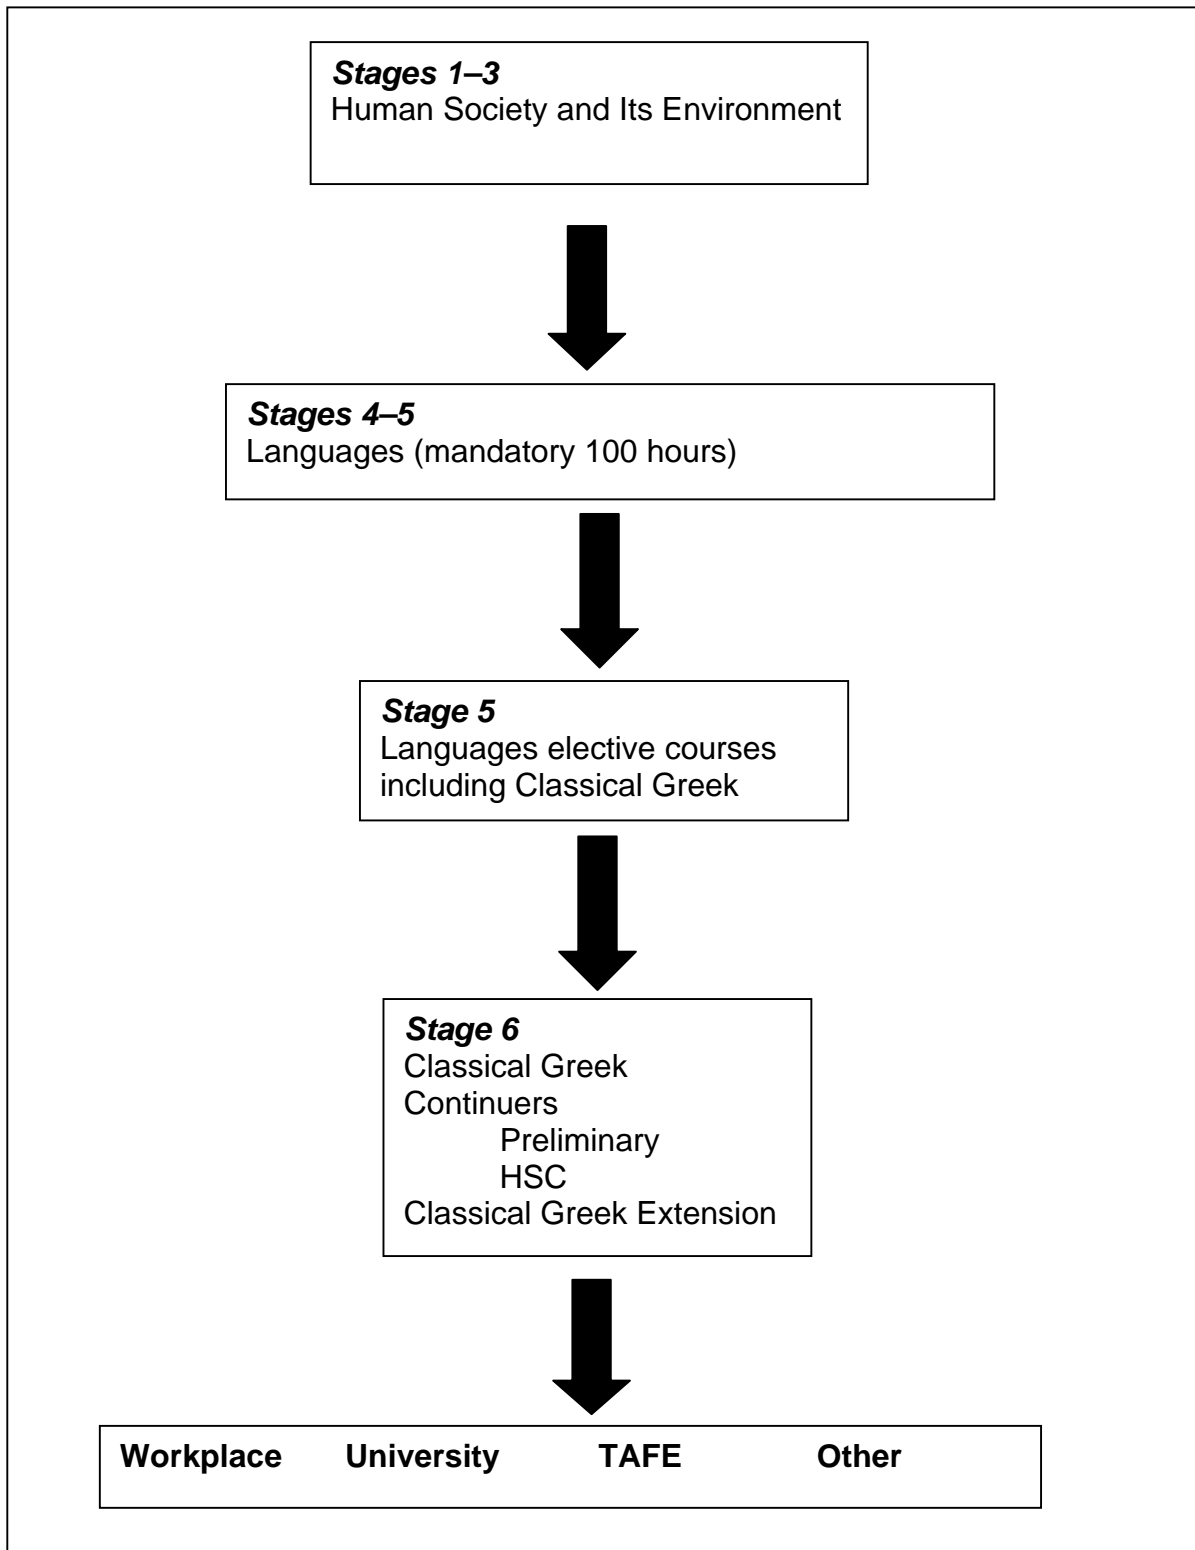 Stages 1–3
Human Society and Its Environment
Stages 4–5
Languages (mandatory 100 hours)
Stage 5
Languages elective courses
including Classical Greek
Stage 6
Classical Greek
Continuers
Preliminary
HSC
Classical Greek Extension
Workplace University TAFE Other